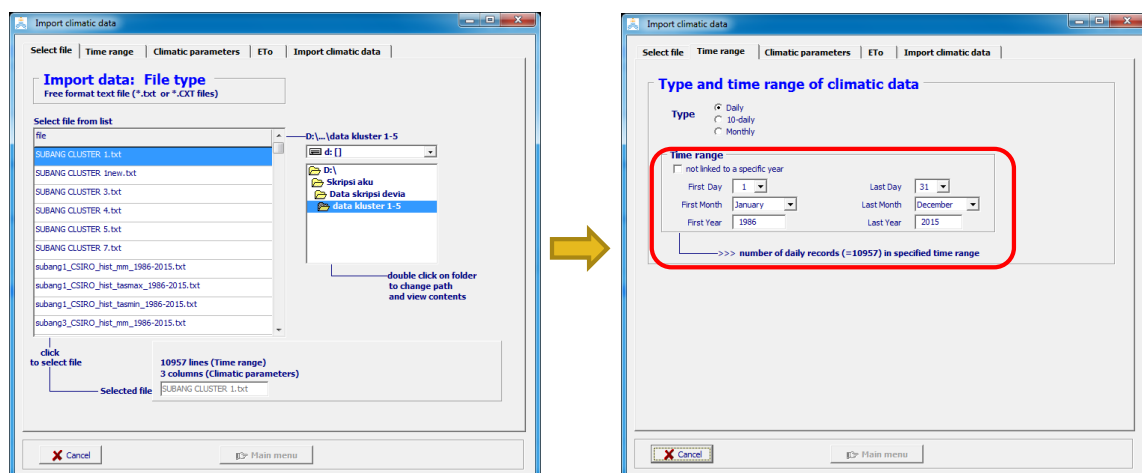 Import climatic data
Select file Time range Climatic parameters ETo Import climatic data
Import data: File type
Free format text file (*.txt or *.CXT files)
Select file from list
file
SUBANG CLUSTER 1.txt
SUBANG CLUSTER 1new.txt
SUBANG CLUSTER 3.txt
SUBANG CLUSTER 4.txt
SUBANG CLUSTER 5.txt
SUBANG CLUSTER 7.txt
subang1_CSIRO_hist_mm_1986-2015.txt
subang1_CSIRO_hist_tasmax_1986-2015.txt
subang1_CSIRO_hist_tasmin_1986-2015.txt
subang3_CSIRO_hist_mm_1986-2015.txt
D:\...\data kluster 1-5
d: []
D:\
Skripsi aku
Data skripsi devia
data kluster 1-5
double click on folder
to change path
and view contents
click
to select file
10957 lines (Time range)
3 columns (Climatic parameters)
Selected file SUBANG CLUSTER 1.txt
Cancel Main menu
Import climatic data
Select file Time range Climatic parameters ETo Import climatic data
Type and time range of climatic data
Type
Daily
10-daily
Monthly
Time range
not linked to a specific year
First Day 1 Last Day 31
First Month January Last Month December
First Year 1986 Last Year 2015
>>> number of daily records (=10957) in specified time range
Cancel Main menu